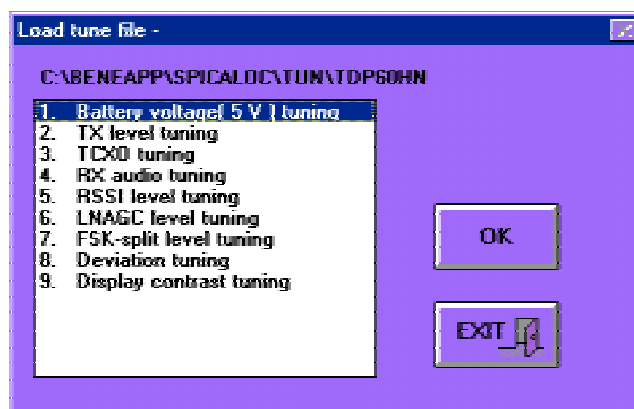 Load tune file -
C:\BENEAPP\SPICALOC\TUN\TDP60HN
1. Battery voltage( 5 V ) tuning
2. TX level tuning
3. TCXO tuning
4. RX audio tuning
5. RSSI level tuning
6. LNAGC level tuning
7. FSK-split level tuning
8. Deviation tuning
9. Display contrast tuning
OK
EXIT